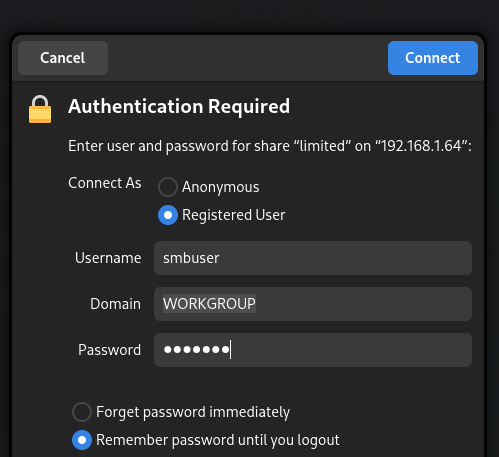 Cancel
Connect
Authentication Required
Enter user and password for share “limited” on “192.168.1.64”:
Connect As
Anonymous
Registered User
Username
smbuser
Domain
WORKGROUP
Password
●●●●●●●
Forget password immediately
Remember password until you logout